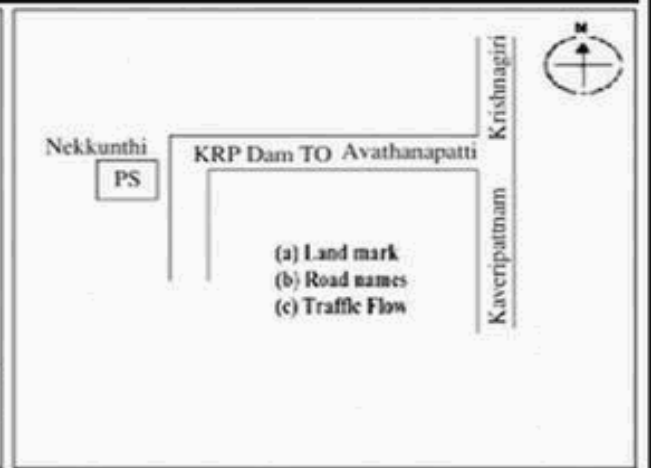 N
Krishnagiri
Nekkunthi
PS
KRP Dam TO Avathanapatti
Kaveripattnam
(a) Land mark
(b) Road names
(c) Traffic Flow